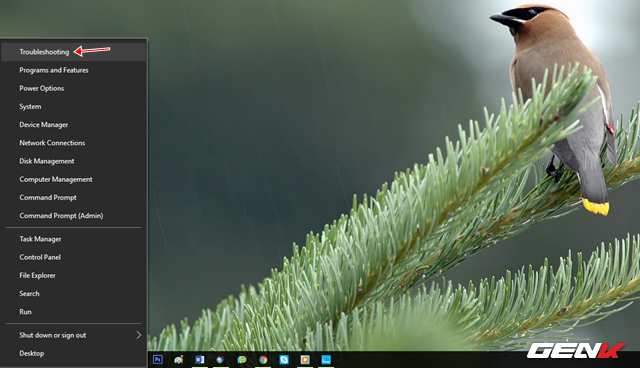 Troubleshooting
Programs and Features
Power Options
System
Device Manager
Network Connections
Disk Management
Computer Management
Command Prompt
Command Prompt (Admin)
Task Manager
Control Panel
File Explorer
Search
Run
Shut down or sign out
Desktop
Ps
GENK